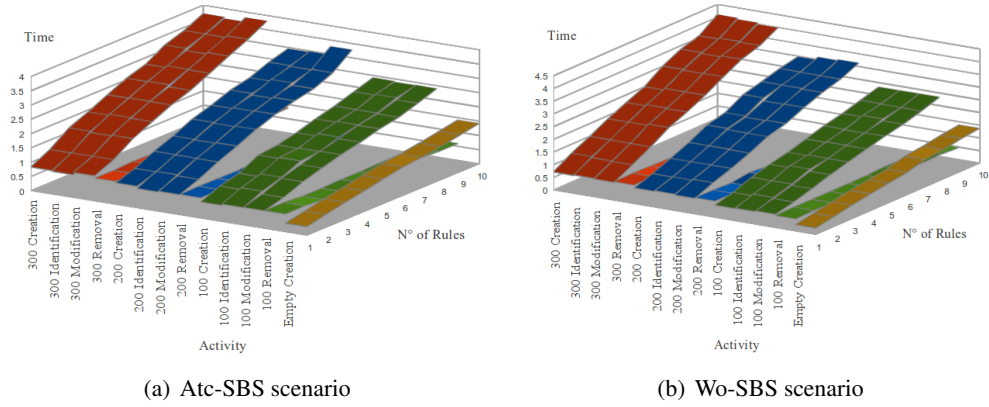 Time
4
3.5
3
2.5
2
1.5
1
0.5
0
300 Creation
300 Identification
300 Modification
300 Removal
200 Creation
200 Identification
200 Modification
200 Removal
100 Creation
100 Identification
100 Modification
100 Removal
Empty Creation
1
2
3
4
5
6
7
8
9
10
N° of Rules
Activity
(a) Atc-SBS scenario
Time
4.5
4
3.5
3
2.5
2
1.5
1
0.5
0
300 Creation
300 Identification
300 Modification
300 Removal
200 Creation
200 Identification
200 Modification
200 Removal
100 Creation
100 Identification
100 Modification
100 Removal
Empty Creation
1
2
3
4
5
6
7
8
9
10
N° of Rules
Activity
(b) Wo-SBS scenario